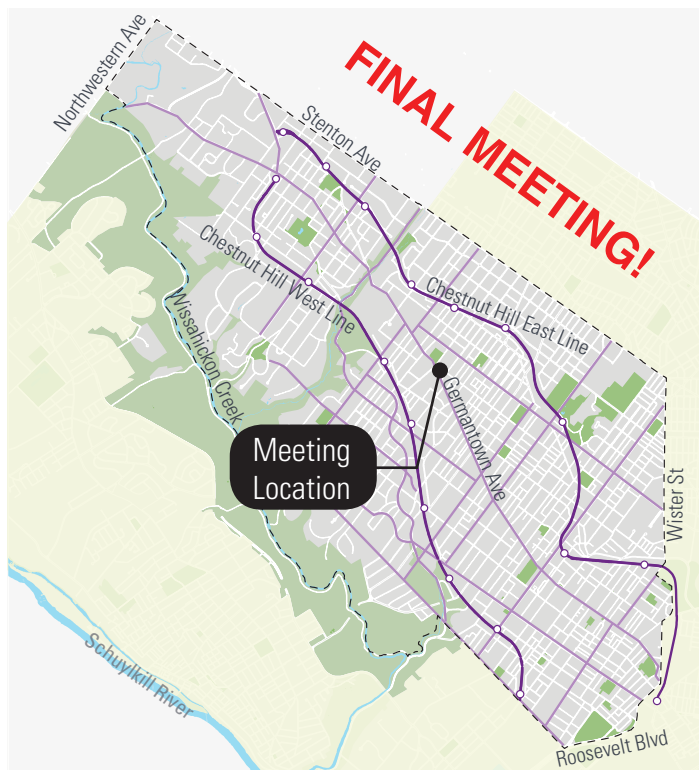 Northwestern Ave
FINAL MEETING!
Stenton Ave
Chestnut Hill West Line
Chestnut Hill East Line
Wissahickon Creek
Germantown Ave
Meeting
Location
Wister St
Schuylkill River
Roosevelt Blvd